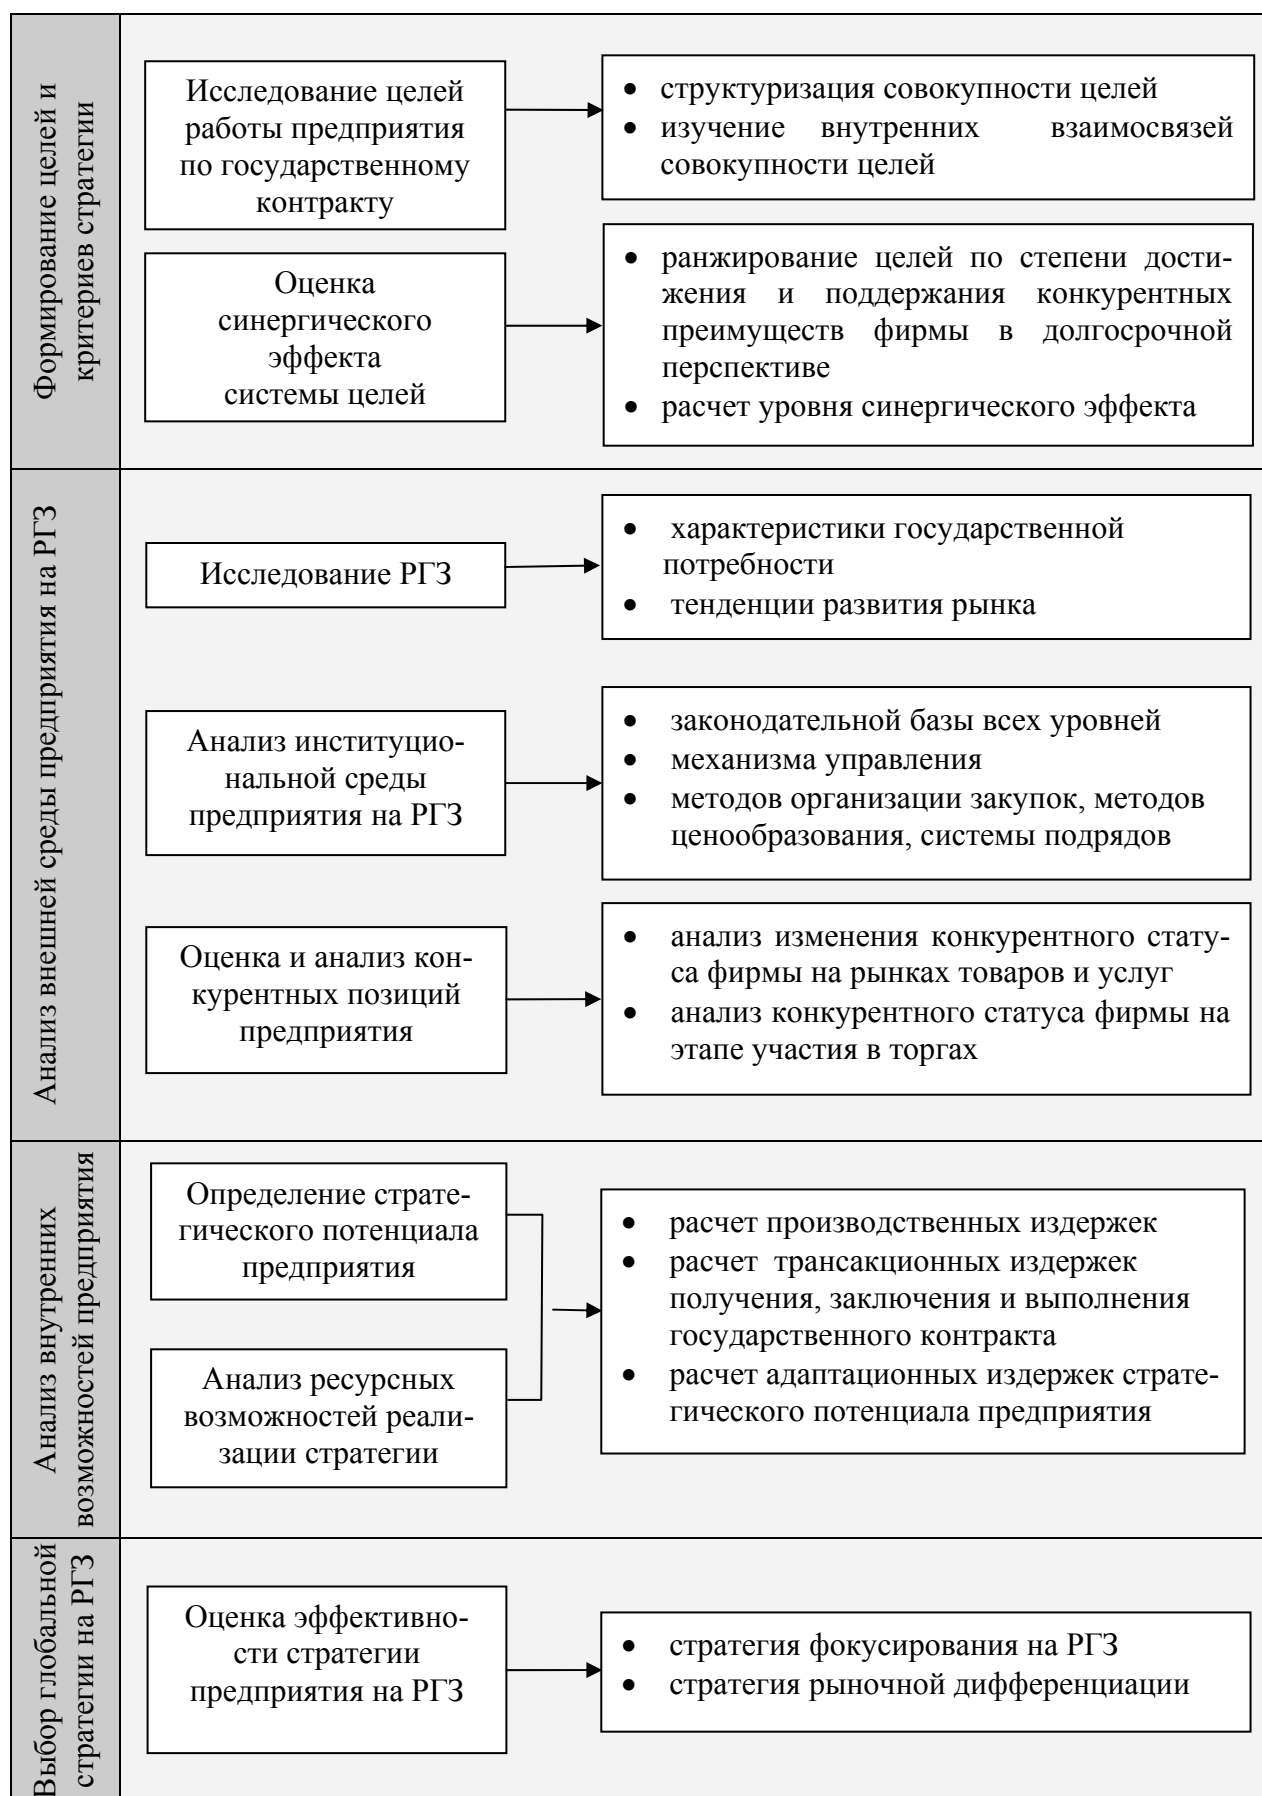 Формирование целей и
критериев стратегии
Исследование целей
работы предприятия
по государственному
контракту
• структуризация совокупности целей
• изучение внутренних взаимосвязей
совокупности целей
Оценка
синергического
эффекта
системы целей
• ранжирование целей по степени дости-
жения и поддержания конкурентных
преимуществ фирмы в долгосрочной
перспективе
• расчет уровня синергического эффекта
Анализ внешней среды предприятия на РГЗ
Исследование РГЗ
• характеристики государственной
потребности
• тенденции развития рынка
Анализ институцио-
нальной среды
предприятия на РГЗ
• законодательной базы всех уровней
• механизма управления
• методов организации закупок, методов
ценообразования, системы подрядов
Оценка и анализ кон-
курентных позиций
предприятия
• анализ изменения конкурентного стату-
са фирмы на рынках товаров и услуг
• анализ конкурентного статуса фирмы на
этапе участия в торгах
Анализ внутренних
возможностей предприятия
Определение страте-
гического потенциала
предприятия
Анализ ресурсных
возможностей реали-
зации стратегии
• расчет производственных издержек
• расчет трансакционных издержек
получения, заключения и выполнения
государственного контракта
• расчет адаптационных издержек страте-
гического потенциала предприятия
Выбор глобальной
стратегии на РГЗ
Оценка эффективно-
сти стратегии
предприятия на РГЗ
• стратегия фокусирования на РГЗ
• стратегия рыночной дифференциации